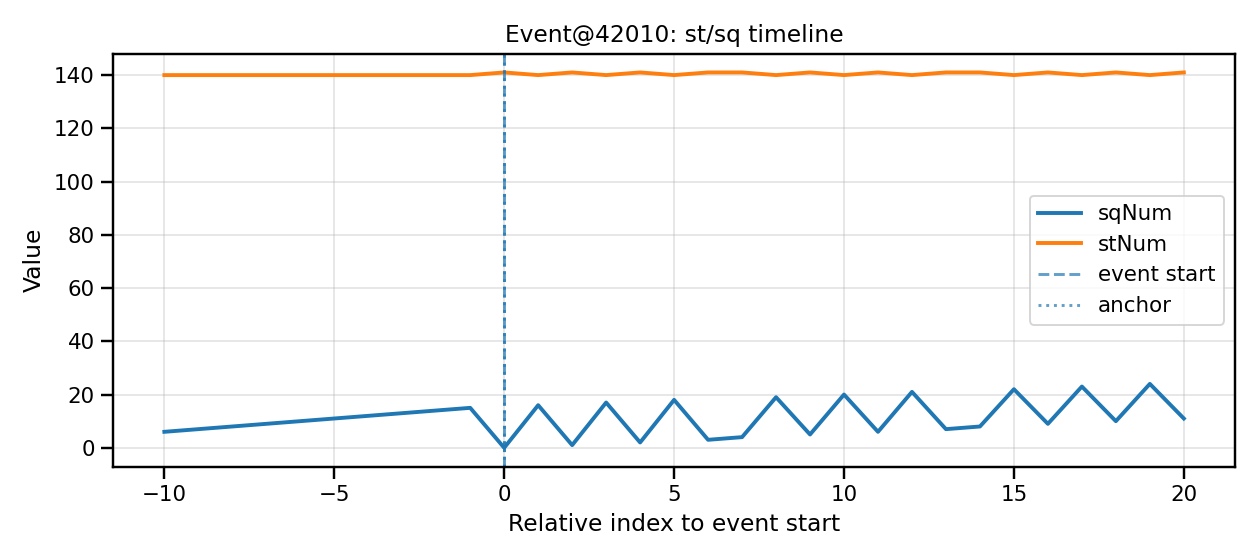 Event@42010: st/sq timeline
Value
140
120
100
80
60
40
20
0
sqNum
stNum
event start
anchor
−10
−5
0
5
10
15
20
Relative index to event start